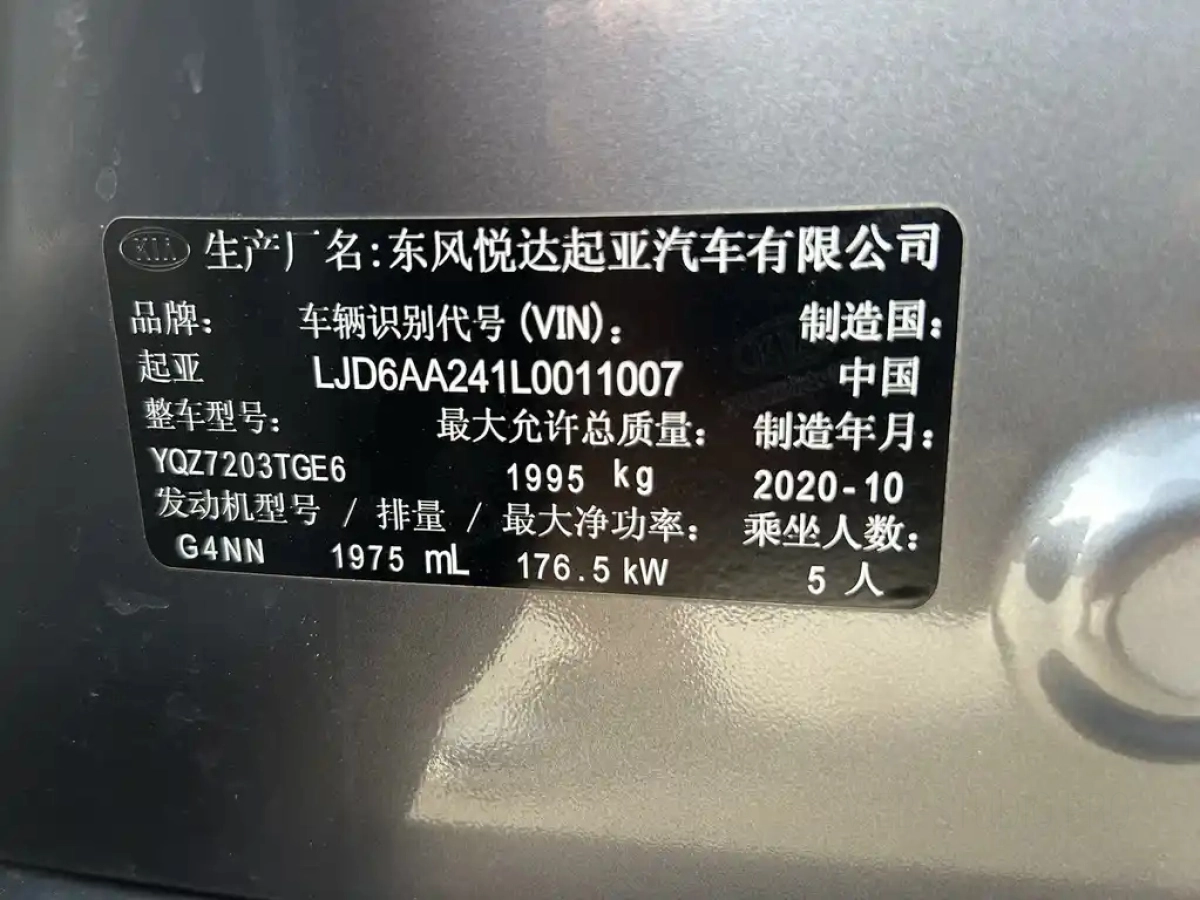 KIA 生产厂名:东风悦达起亚汽车有限公司
品牌: 车辆识别代号(VIN): 制造国:
起亚 LJD6AA241L0011007 中国
整车型号: 最大允许总质量: 制造年月:
YQZ7203TGE6 1995 kg 2020-10
发动机型号 / 排量 / 最大净功率: 乘坐人数:
G4NN 1975 mL 176.5 kW 5 人